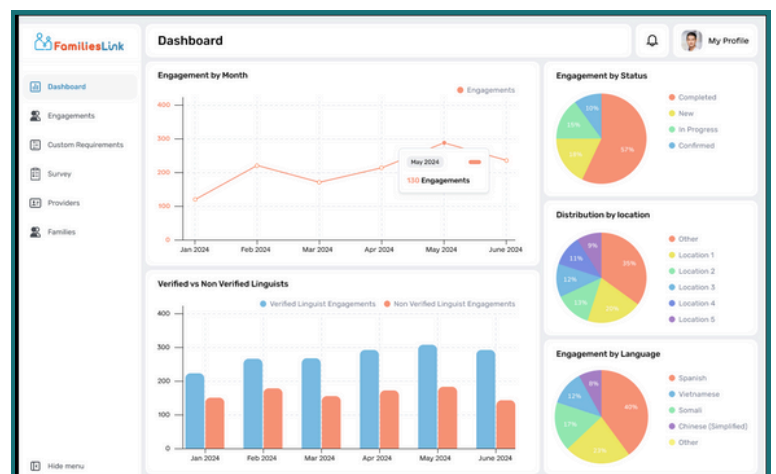 FamiliesLink
Dashboard
My Profile
Dashboard
Engagements
Custom Requirements
Survey
Providers
Families
Hide menu
Engagement by Month
Engagements
400
300
200
100
0
May 2024
130 Engagements
Jan 2024 Feb 2024 Mar 2024 Apr 2024 May 2024 June 2024
Verified vs Non Verified Linguists
Verified Linguist Engagements Non Verified Linguist Engagements
400
300
200
100
0
Jan 2024 Feb 2024 Mar 2024 Apr 2024 May 2024 June 2024
Engagement by Status
10%
15%
57%
Completed
New
In Progress
Confirmed
Distribution by location
9%
11%
12%
Other
Location 1
Location 2
Location 3
Location 4
Location 5
Engagement by Language
8%
12%
40%
17%
Spanish
Vietnamese
Somali
Chinese (Simplified)
Other